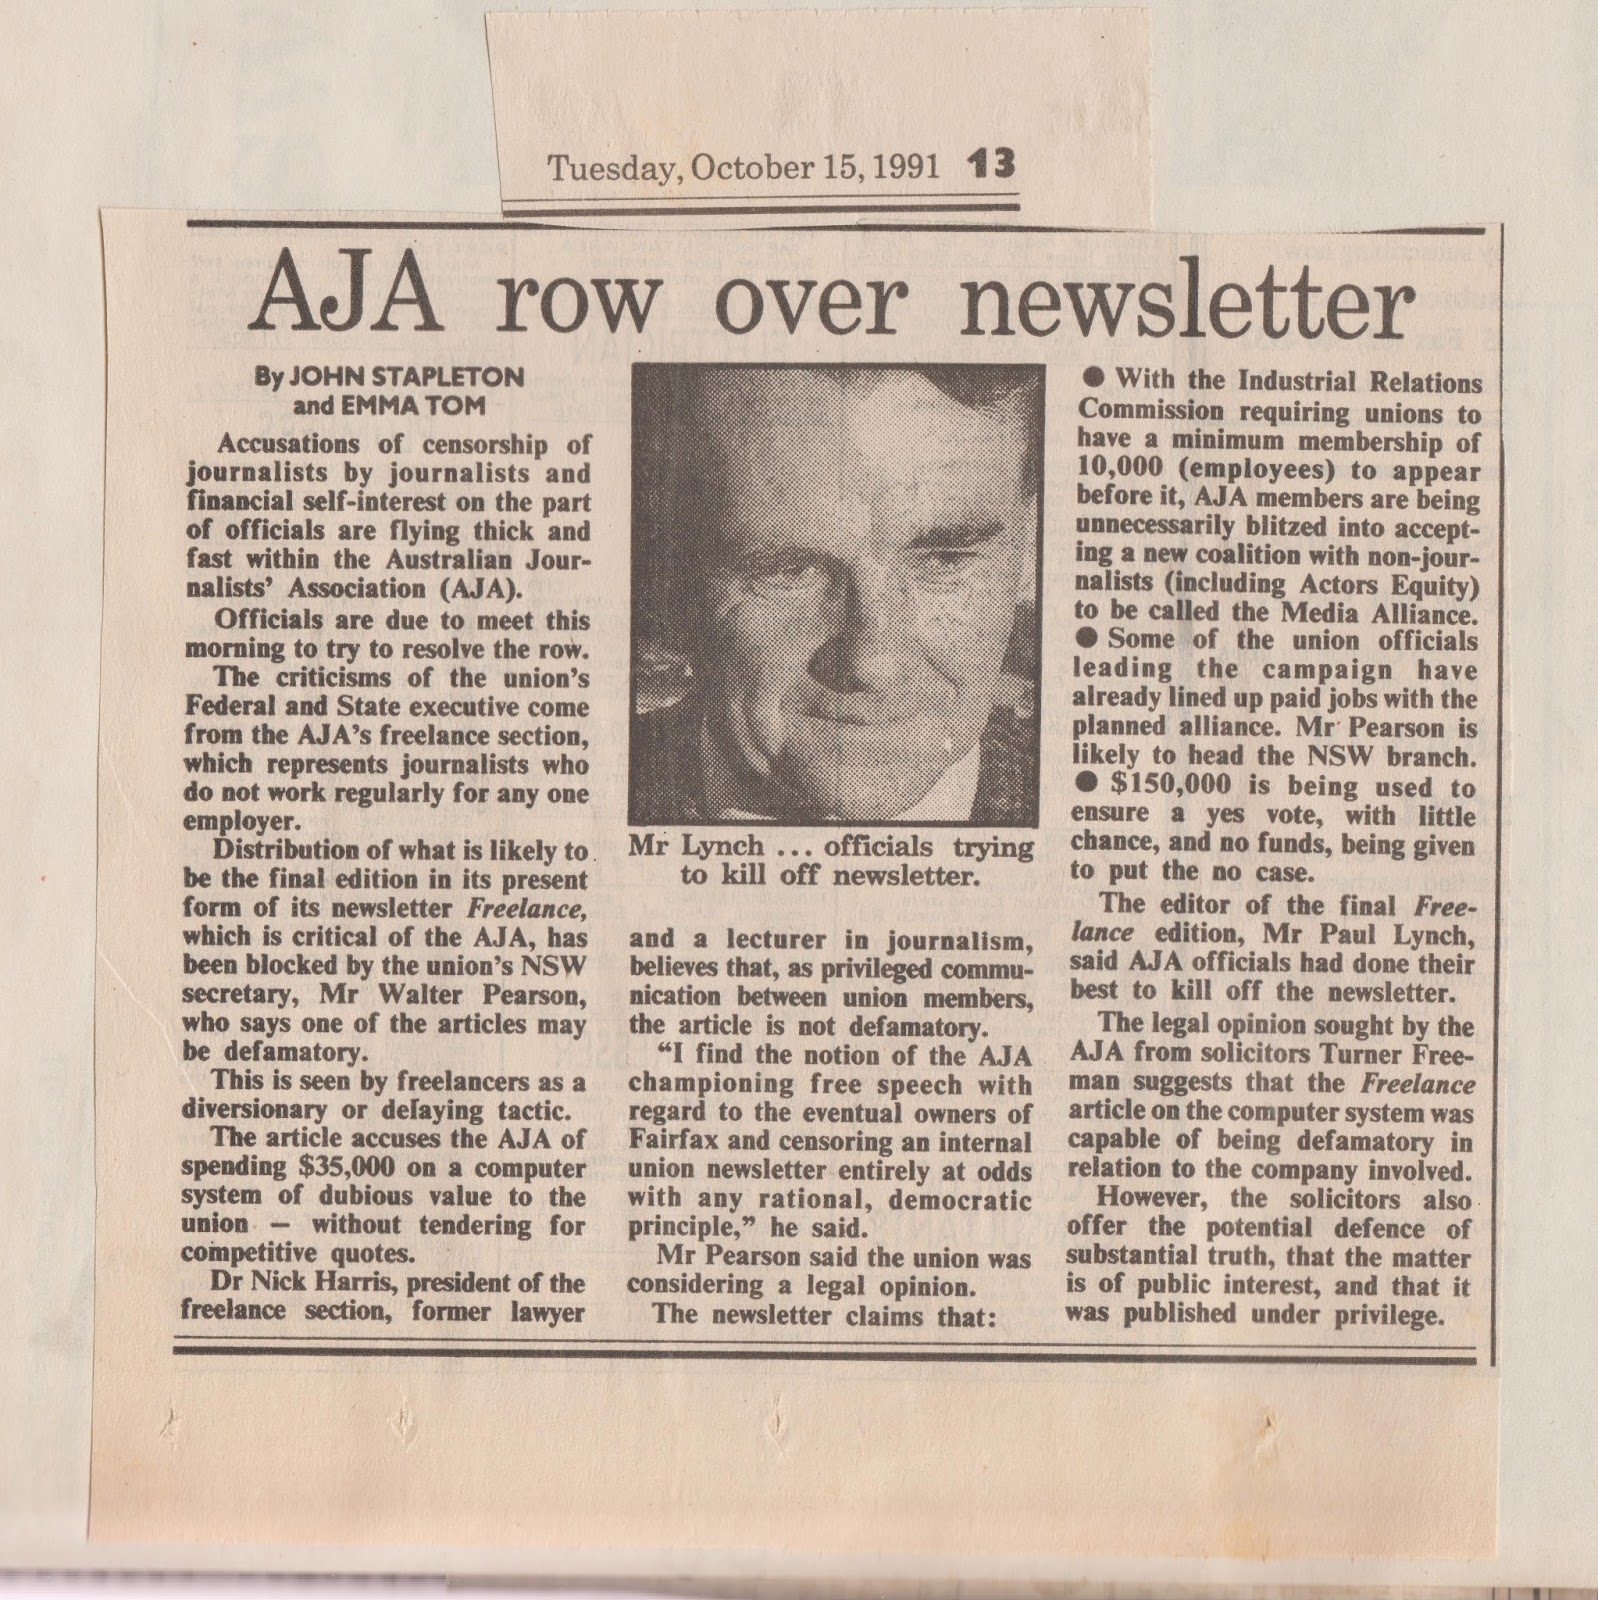 Tuesday, October 15, 1991 13
AJA row over newsletter
By JOHN STAPLETON
and EMMA TOM
Accusations of censorship of
journalists by journalists and
financial self-interest on the part
of officials are flying thick and
fast within the Australian Jour-
nalists' Association (AJA).
Officials are due to meet this
morning to try to resolve the row.
The criticisms of the union's
Federal and State executive come
from the AJA's freelance section,
which represents journalists who
do not work regularly for any one
employer.
Distribution of what is likely to
be the final edition in its present
form of its newsletter Freelance,
which is critical of the AJA, has
been blocked by the union's NSW
secretary, Mr Walter Pearson,
who says one of the articles may
be defamatory.
This is seen by freelancers as a
diversionary or delaying tactic.
The article accuses the AJA of
spending $35,000 on a computer
system of dubious value to the
union — without tendering for
competitive quotes.
Dr Nick Harris, president of the
freelance section, former lawyer
Mr Lynch ... officials trying
to kill off newsletter.
and a lecturer in journalism,
believes that, as privileged commu-
nication between union members,
the article is not defamatory.
"I find the notion of the AJA
championing free speech with
regard to the eventual owners of
Fairfax and censoring an internal
union newsletter entirely at odds
with any rational, democratic
principle," he said.
Mr Pearson said the union was
considering a legal opinion.
The newsletter claims that:
● With the Industrial Relations
Commission requiring unions to
have a minimum membership of
10,000 (employees) to appear
before it, AJA members are being
unnecessarily blitzed into accept-
ing a new coalition with non-jour-
nalists (including Actors Equity)
to be called the Media Alliance.
● Some of the union officials
leading the campaign have
already lined up paid jobs with the
planned alliance. Mr Pearson is
likely to head the NSW branch.
● $150,000 is being used to
ensure a yes vote, with little
chance, and no funds, being given
to put the no case.
The editor of the final Free-
lance edition, Mr Paul Lynch,
said AJA officials had done their
best to kill off the newsletter.
The legal opinion sought by the
AJA from solicitors Turner Free-
man suggests that the Freelance
article on the computer system was
capable of being defamatory in
relation to the company involved.
However, the solicitors also
offer the potential defence of
substantial truth, that the matter
is of public interest, and that it
was published under privilege.